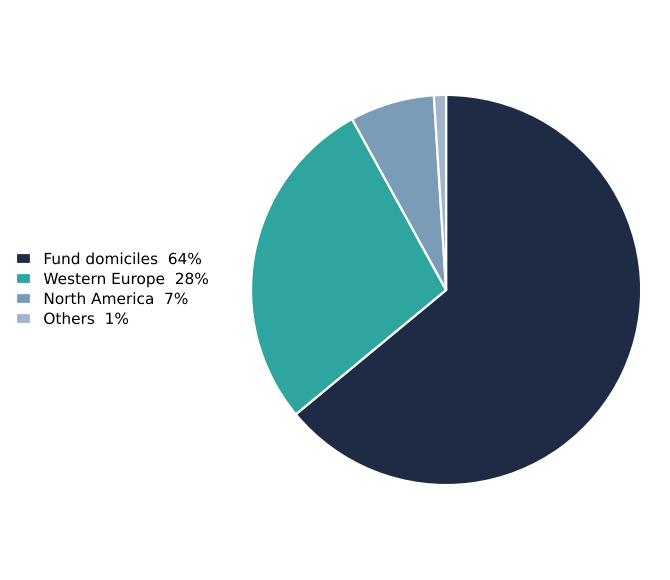 Fund domiciles 64%
Western Europe 28%
North America 7%
Others 1%